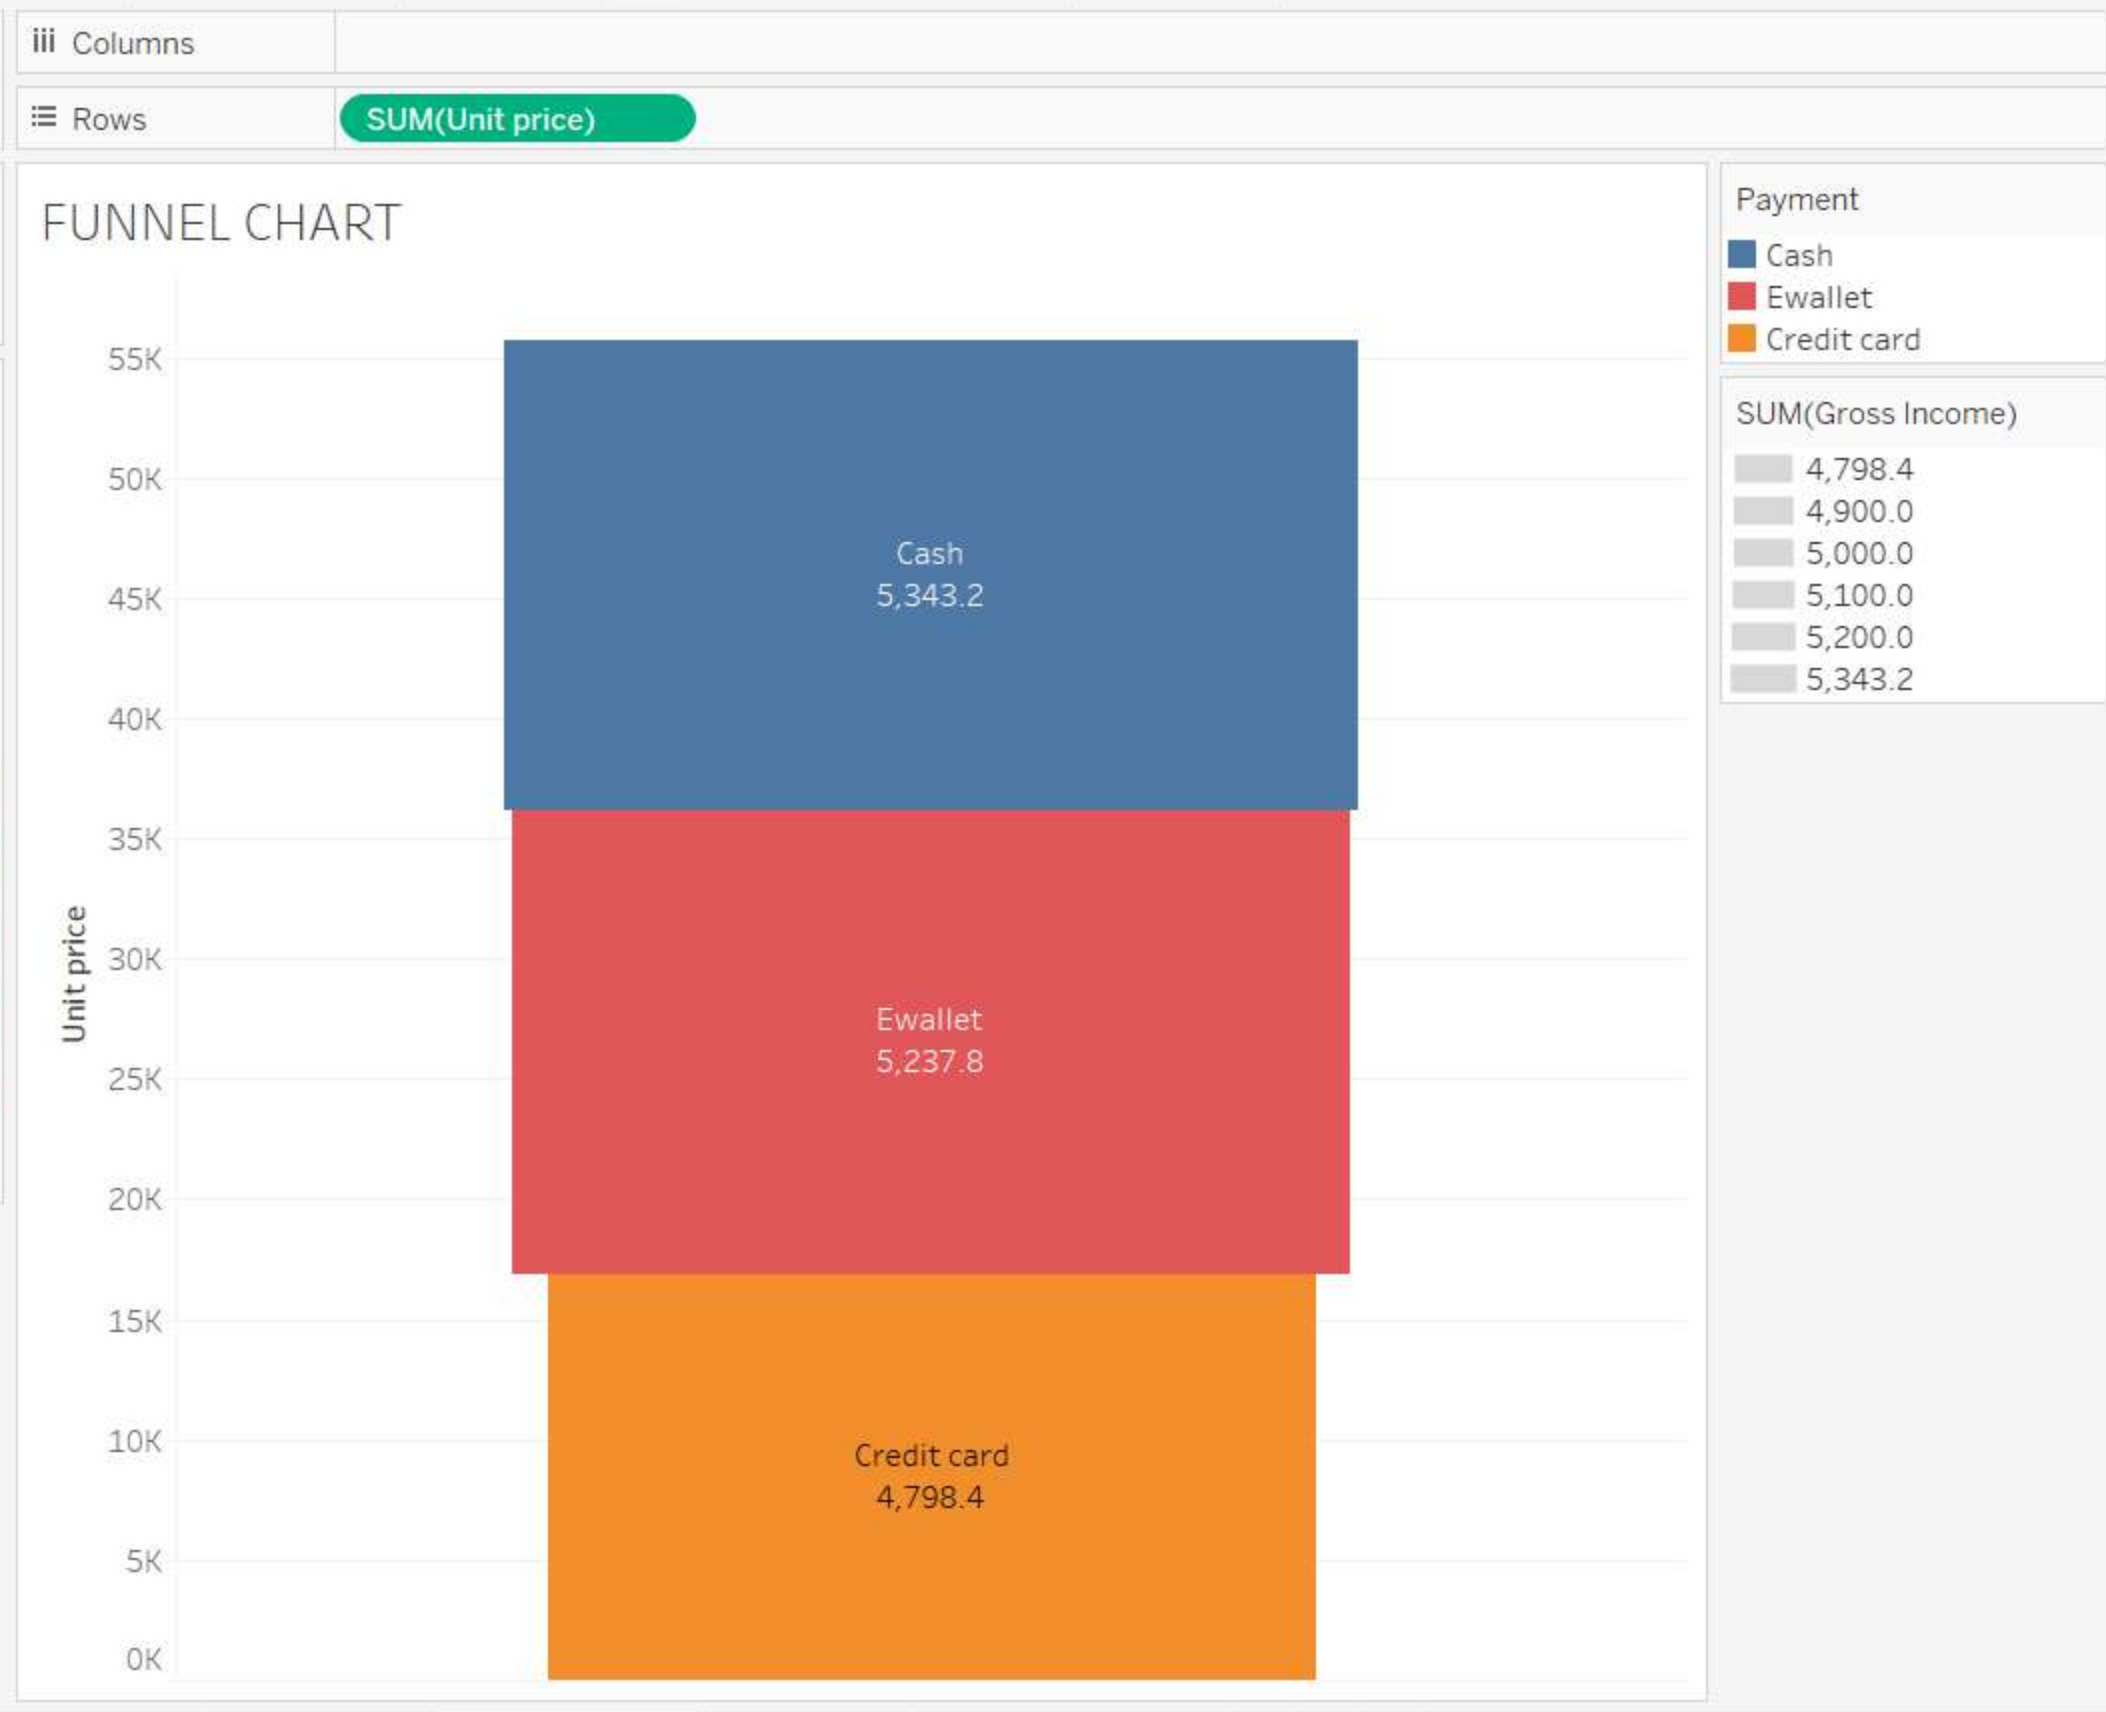 Columns
Rows
SUM(Unit price)
FUNNEL CHART
Unit price
55K
50K
45K
40K
35K
30K
25K
20K
15K
10K
5K
0K
Cash
5,343.2
Ewallet
5,237.8
Credit card
4,798.4
Payment
Cash
Ewallet
Credit card
SUM(Gross Income)
4,798.4
4,900.0
5,000.0
5,100.0
5,200.0
5,343.2